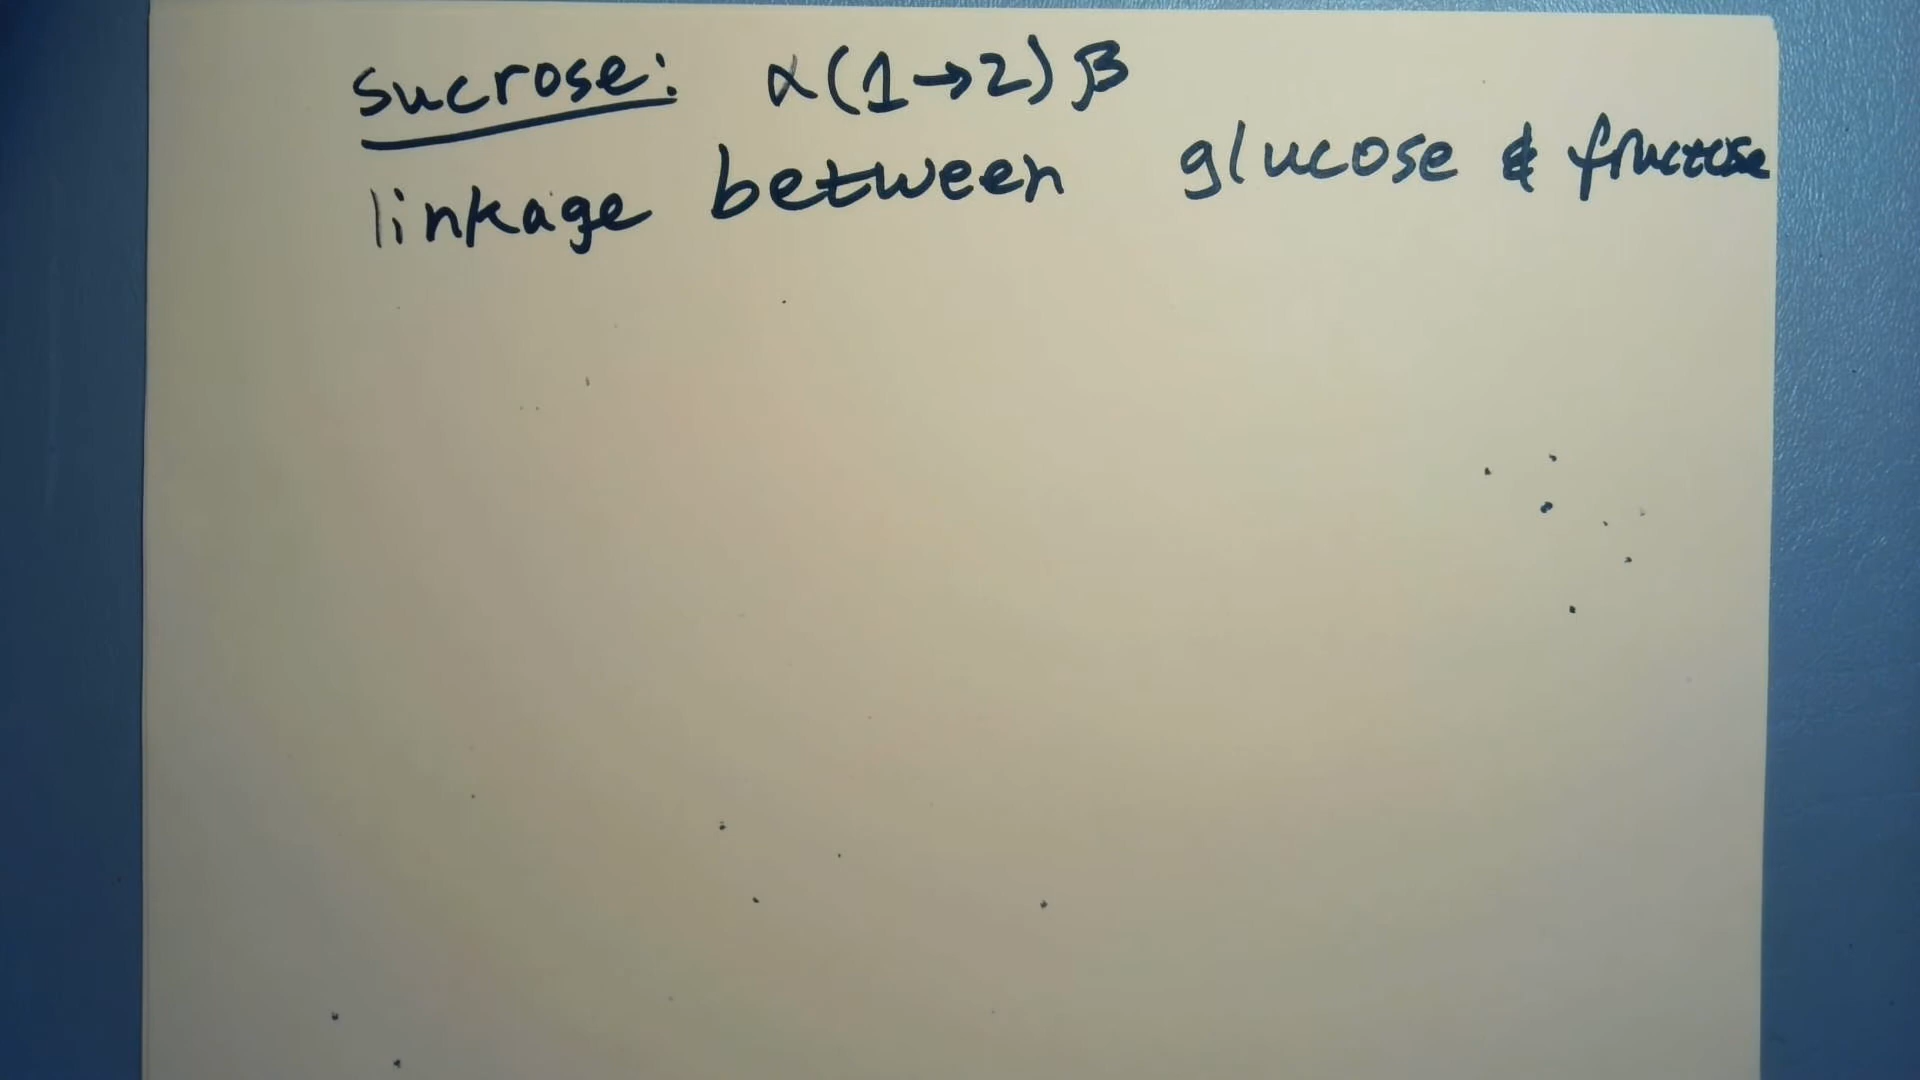 sucrose: α(1→2)β
linkage between glucose & fructose